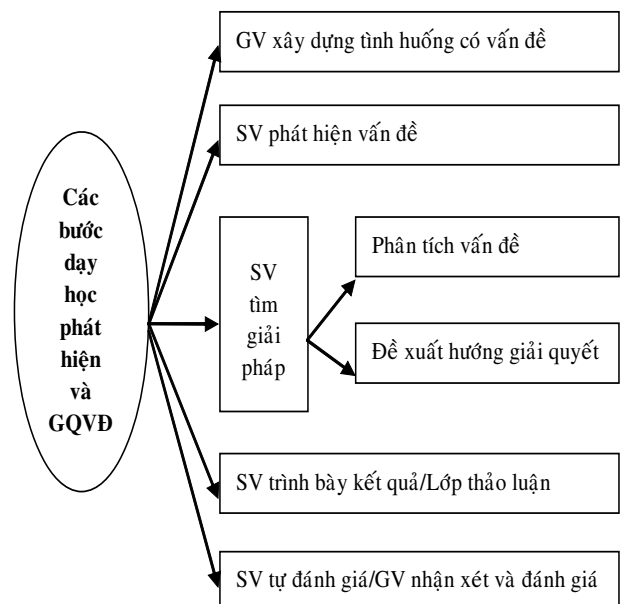 GV xây dựng tình huống có vấn đề
SV phát hiện vấn đề
Các
bước
dạy
học
phát
hiện
và
GQVĐ
SV
tìm
giải
pháp
Phân tích vấn đề
Đề xuất hướng giải quyết
SV trình bày kết quả/Lớp thảo luận
SV tự đánh giá/GV nhận xét và đánh giá